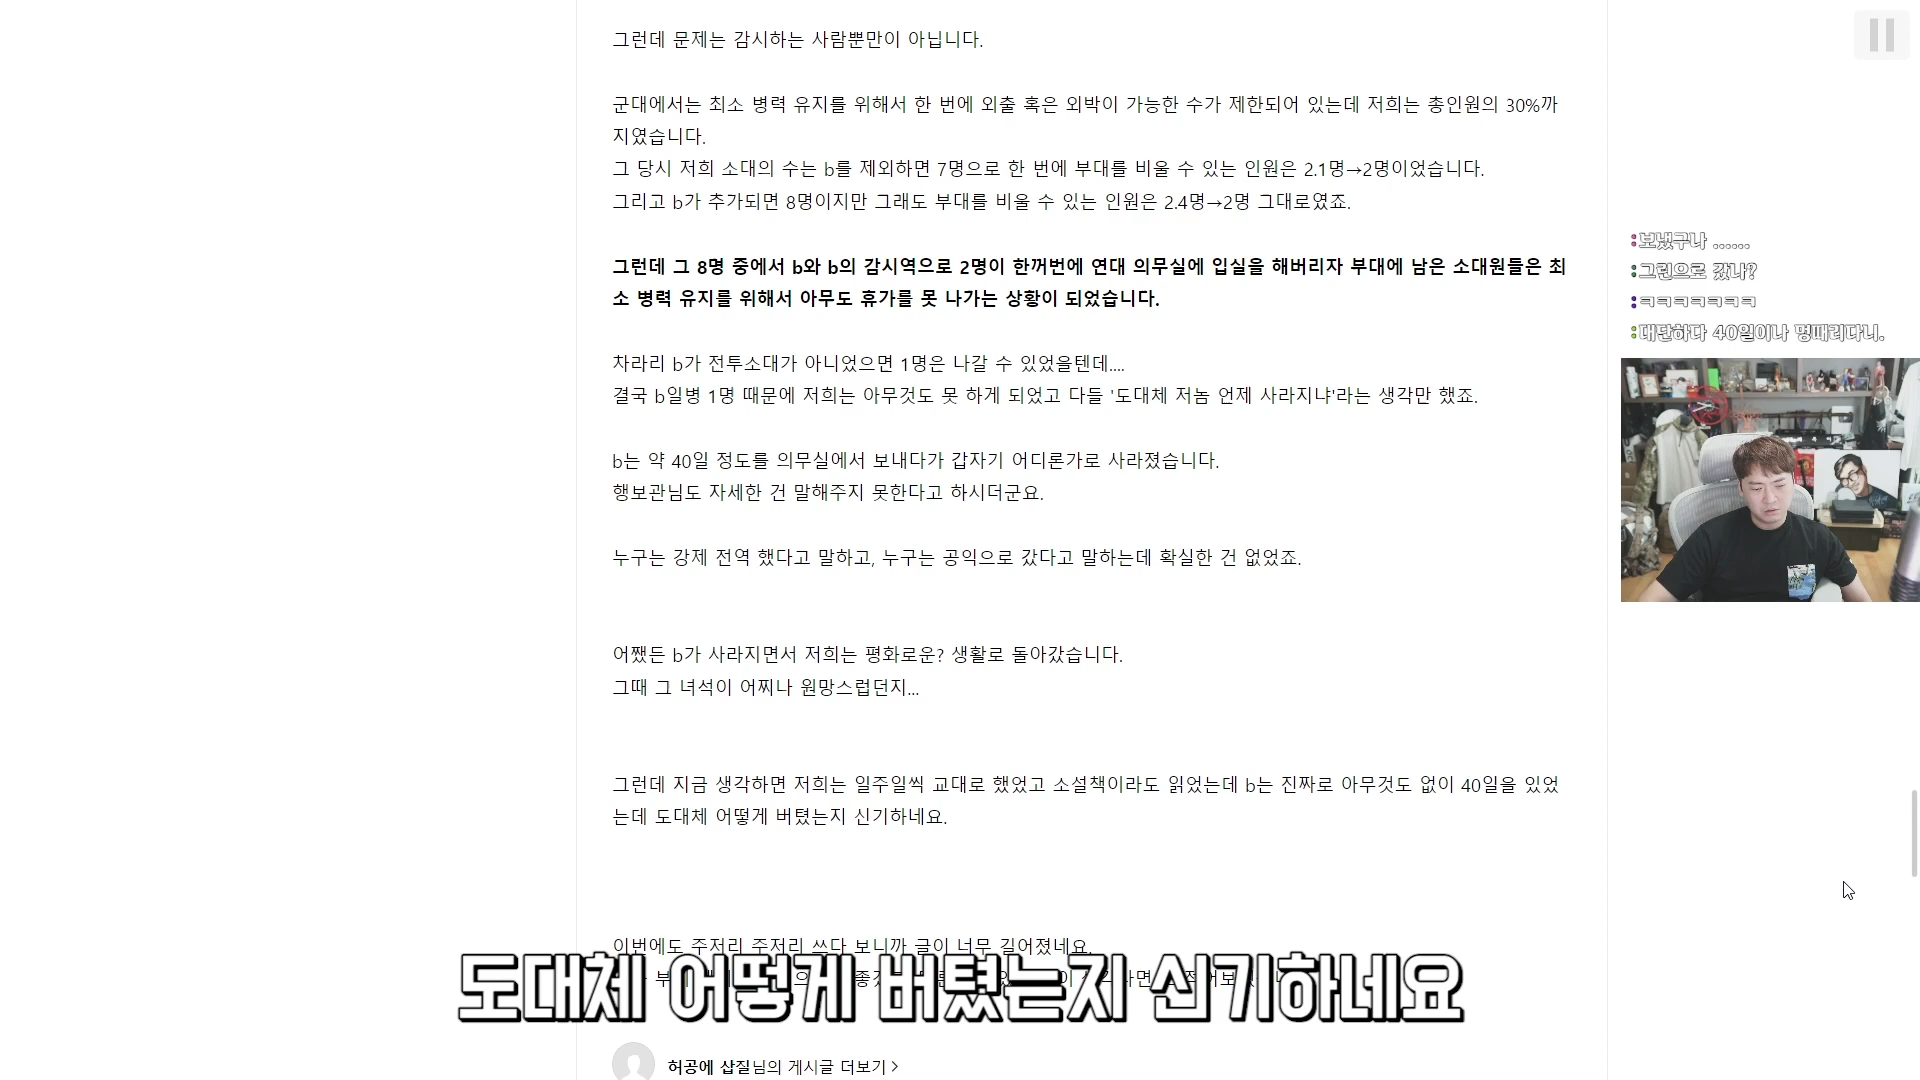 그런데 문제는 감시하는 사람뿐만이 아닙니다.
군대에서는 최소 병력 유지를 위해서 한 번에 외출 혹은 외박이 가능한 수가 제한되어 있는데 저희는 총인원의 30%까
지였습니다.
그 당시 저희 소대의 수는 b를 제외하면 7명으로 한 번에 부대를 비울 수 있는 인원은 2.1명→2명이었습니다.
그리고 b가 추가되면 8명이지만 그래도 부대를 비울 수 있는 인원은 2.4명→2명 그대로였죠.
그런데 그 8명 중에서 b와 b의 감시역으로 2명이 한꺼번에 연대 의무실에 입실을 해버리자 부대에 남은 소대원들은 최
소 병력 유지를 위해서 아무도 휴가를 못 나가는 상황이 되었습니다.
차라리 b가 전투소대가 아니었으면 1명은 나갈 수 있었을텐데....
결국 b일병 1명 때문에 저희는 아무것도 못 하게 되었고 다들 '도대체 저놈 언제 사라지냐'라는 생각만 했죠.
b는 약 40일 정도를 의무실에서 보내다가 갑자기 어디론가로 사라졌습니다.
행보관님도 자세한 건 말해주지 못한다고 하시더군요.
누구는 강제 전역 했다고 말하고, 누구는 공익으로 갔다고 말하는데 확실한 건 없었죠.
어쨌든 b가 사라지면서 저희는 평화로운? 생활로 돌아갔습니다.
그때 그 녀석이 어찌나 원망스럽던지...
그런데 지금 생각하면 저희는 일주일씩 교대로 했었고 소설책이라도 읽었는데 b는 진짜로 아무것도 없이 40일을 있었
는데 도대체 어떻게 버텼는지 신기하네요.
이번에도 주저리 주저리 쓰다 보니까 글이 너무 길어졌네요.
도대체 어떻게 버텼는지 신기하네요
허공에 삽질님의 게시글 더보기 >
:보냈구나 ......
:그린으로 갔나?
:ㅋㅋㅋㅋㅋㅋㅋ
:대단하다 40일이나 멍때리다니.